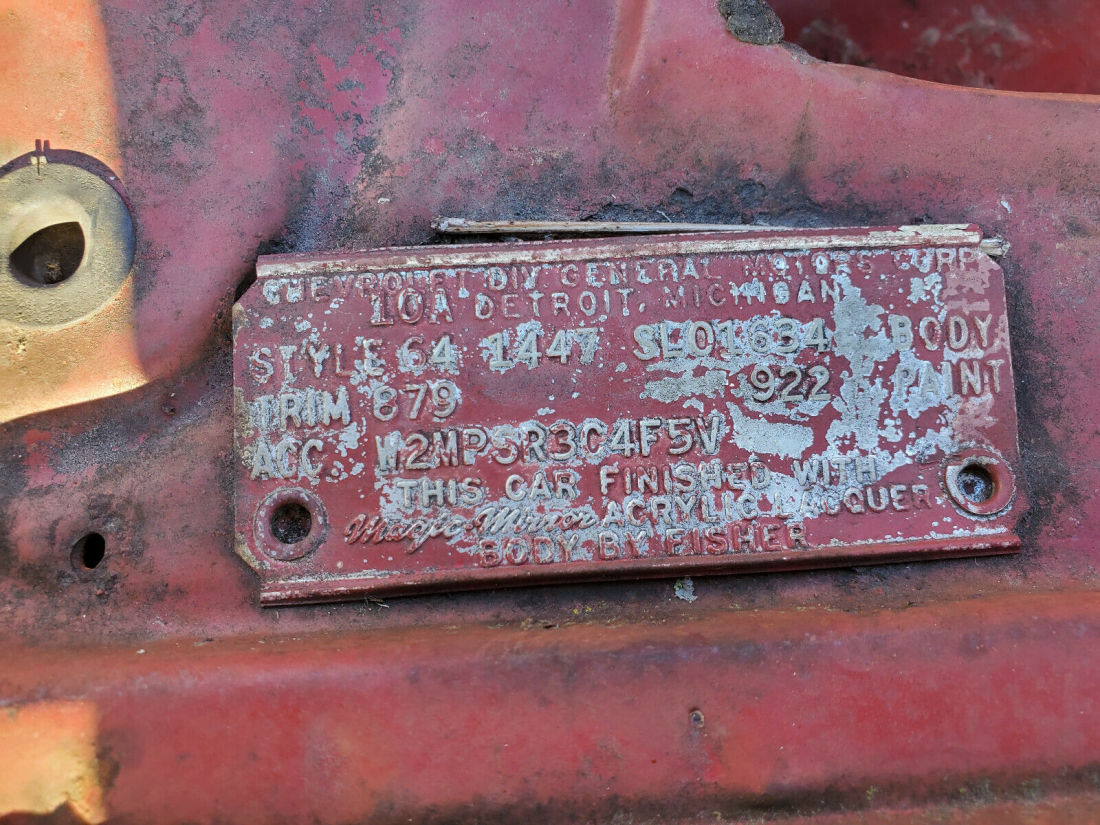 CHEVROLET DIV GENERAL MOTORS CORP
10A DETROIT, MICHIGAN
STYLE 64 1447 SL01634 BODY
TRIM 879 922 PAINT
ACC. W2MPSR3C4F5V
THIS CAR FINISHED WITH
Magic-Mirror ACRYLIC LACQUER
BODY BY FISHER